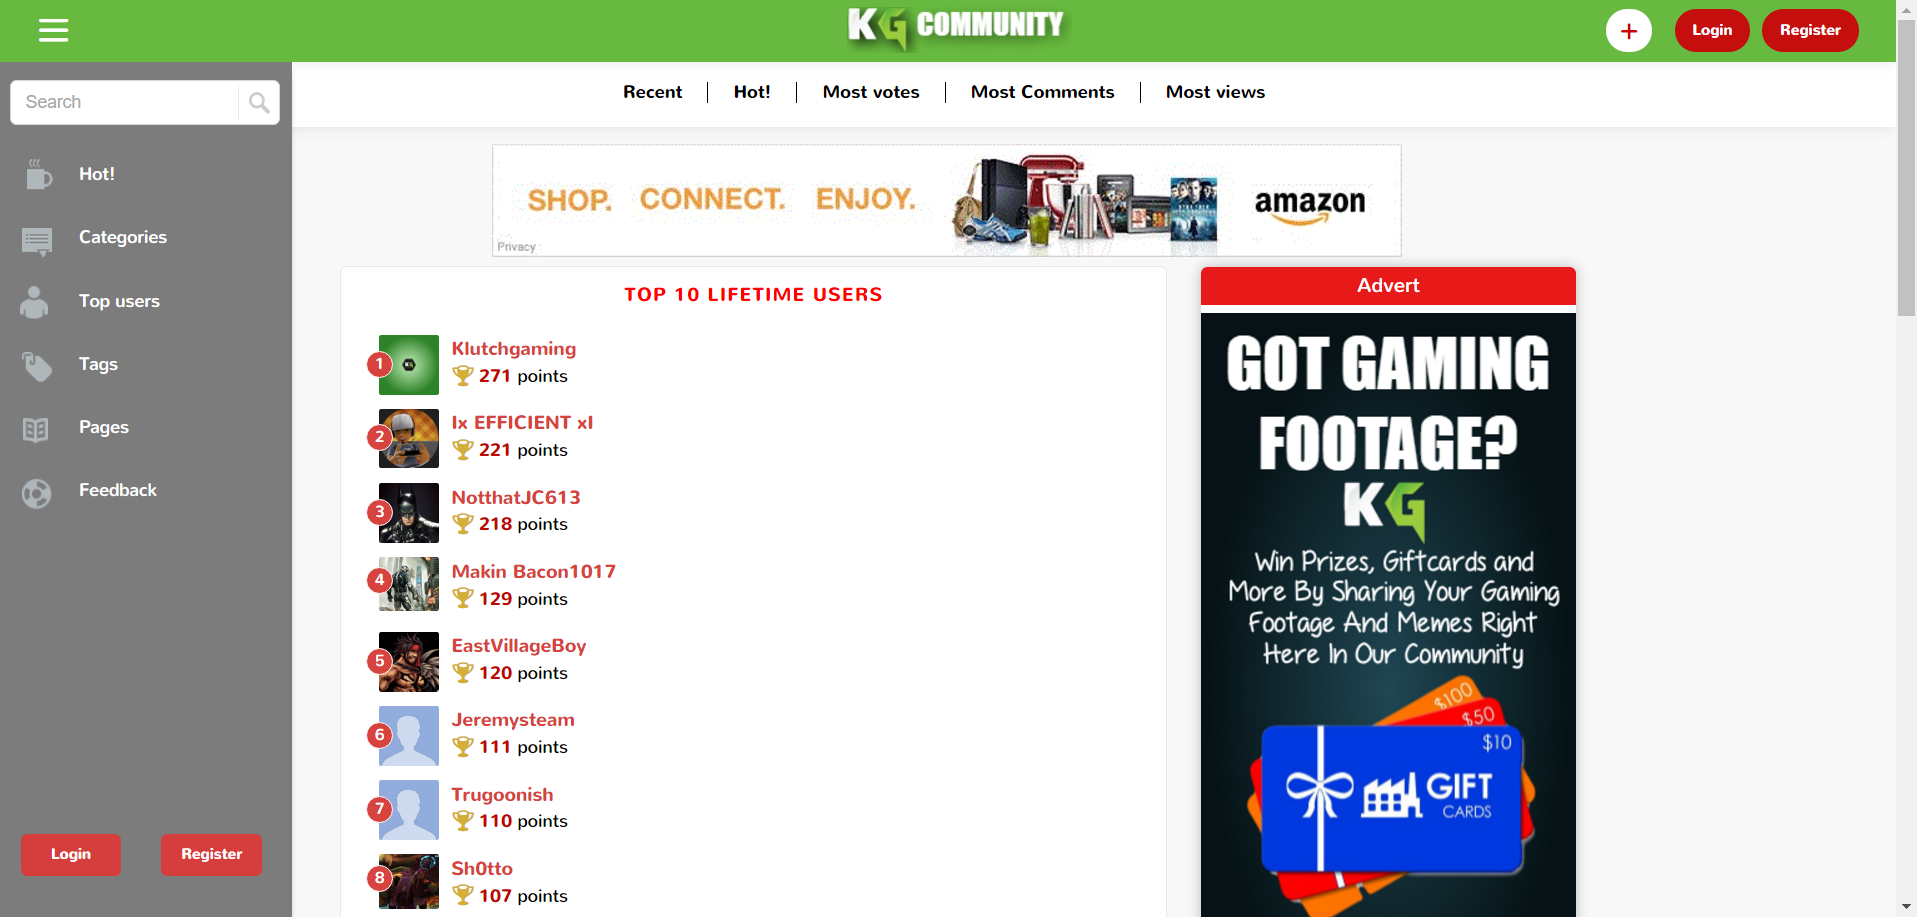 KG COMMUNITY
+
Login
Register
Search
Hot!
Categories
Top users
Tags
Pages
Feedback
Login
Register
Recent
Hot!
Most votes
Most Comments
Most views
SHOP. CONNECT. ENJOY.
amazon
Privacy
TOP 10 LIFETIME USERS
1
Klutchgaming
271 points
2
Ix EFFICIENT xI
221 points
3
NotthatJC613
218 points
4
Makin Bacon1017
129 points
5
EastVillageBoy
120 points
6
Jeremysteam
111 points
7
Trugoonish
110 points
8
Sh0tto
107 points
Advert
GOT GAMING
FOOTAGE?
KG
Win Prizes, Giftcards and
More By Sharing Your Gaming
Footage And Memes Right
Here In Our Community
$100
$50
$10
GIFT
CARDS